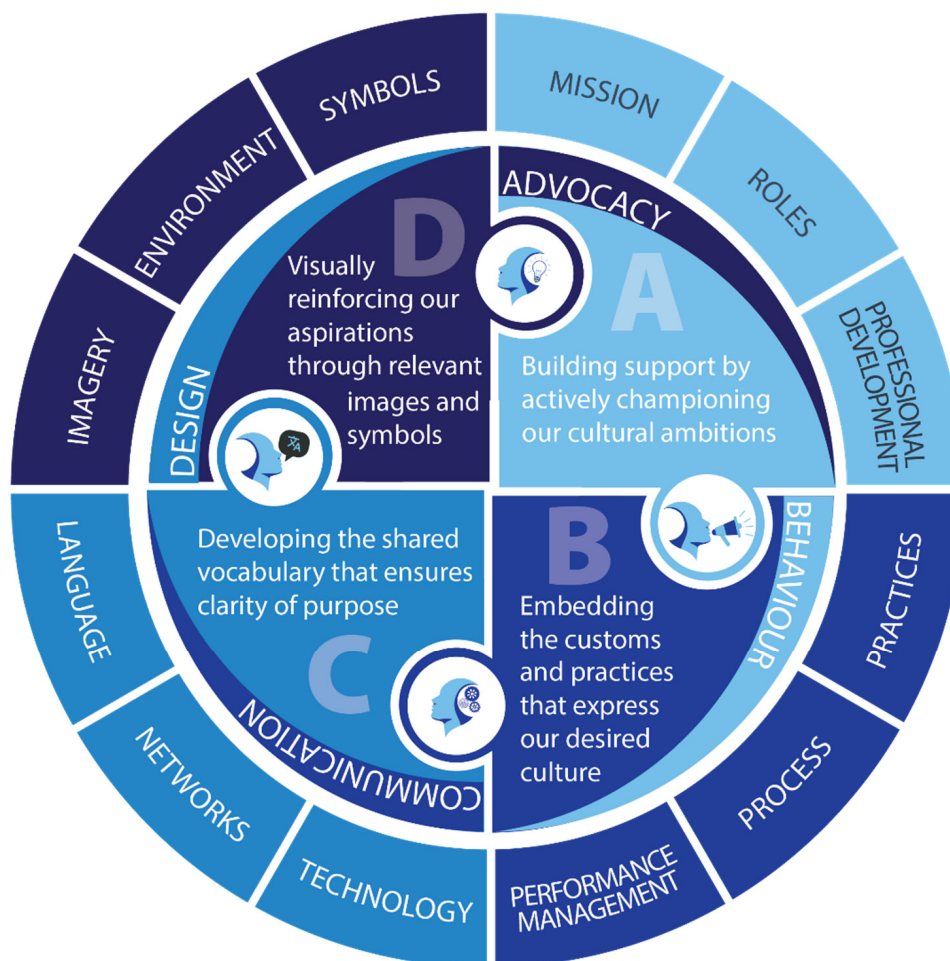 SYMBOLS
MISSION
ENVIRONMENT
ROLES
IMAGERY
PROFESSIONAL
DEVELOPMENT
D
Visually
reinforcing our
aspirations
through relevant
images and
symbols
DESIGN
ADVOCACY
A
Building support by
actively championing
our cultural ambitions
文A
LANGUAGE
NETWORKS
TECHNOLOGY
Developing the shared
vocabulary that ensures
clarity of purpose
C
COMMUNICATION
B
Embedding
the customs
and practices
that express
our desired
culture
BEHAVIOUR
PRACTICES
PROCESS
PERFORMANCE
MANAGEMENT